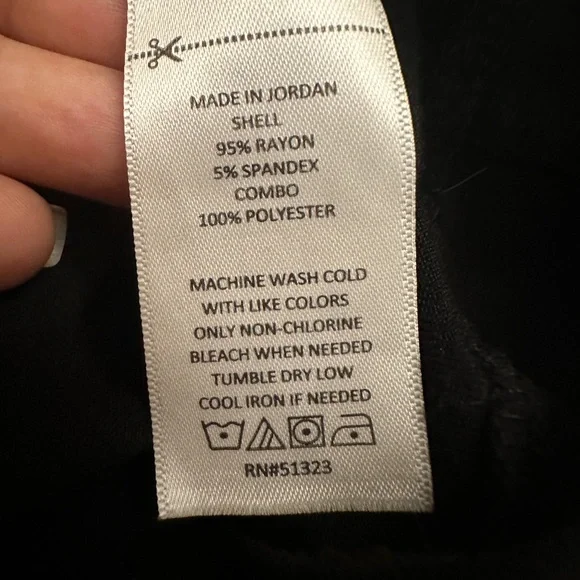 MADE IN JORDAN
SHELL
95% RAYON
5% SPANDEX
COMBO
100% POLYESTER
MACHINE WASH COLD
WITH LIKE COLORS
ONLY NON-CHLORINE
BLEACH WHEN NEEDED
TUMBLE DRY LOW
COOL IRON IF NEEDED
RN#51323